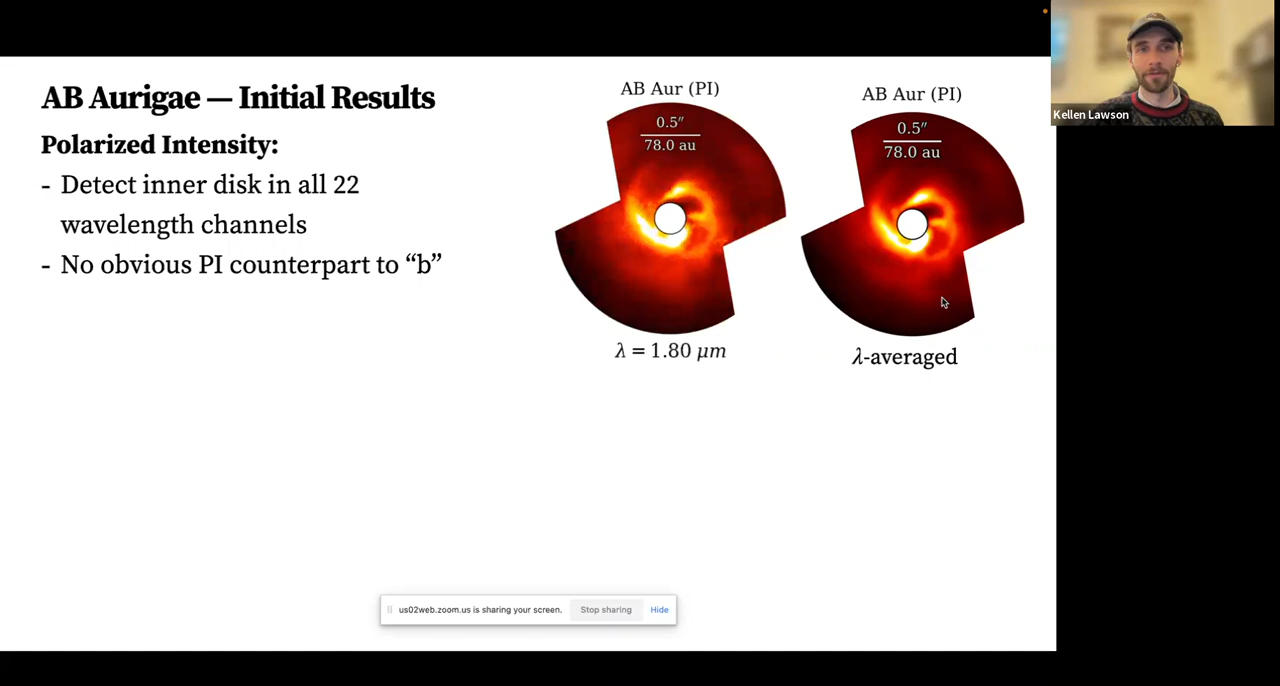 AB Aurigae — Initial Results
Polarized Intensity:
- Detect inner disk in all 22
wavelength channels
- No obvious PI counterpart to “b”
AB Aur (PI)
0.5″
78.0 au
λ = 1.80 μm
AB Aur (PI)
0.5″
78.0 au
λ-averaged
Kellen Lawson
us02web.zoom.us is sharing your screen.
Stop sharing
Hide